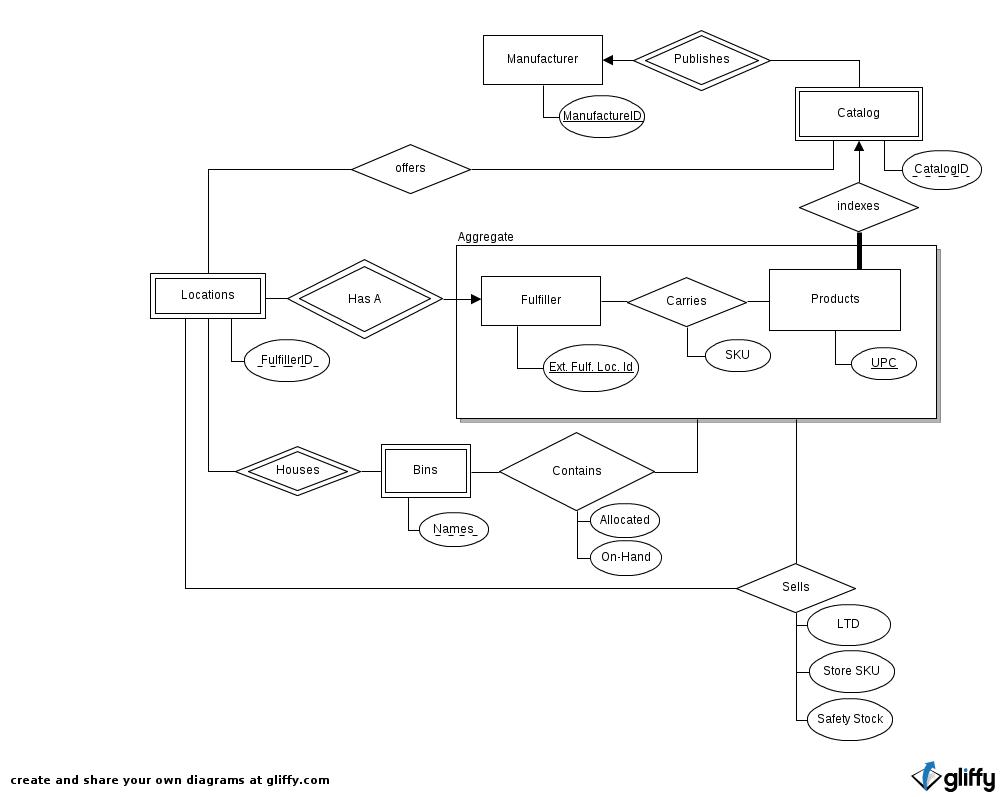 Manufacturer
Publishes
ManufactureID
Catalog
offers
CatalogID
indexes
Aggregate
Locations
Has A
Fulfiller
Carries
Products
FulfillerID
Ext. Fulf. Loc. Id
SKU
UPC
Houses
Bins
Contains
Names
Allocated
On-Hand
Sells
LTD
Store SKU
Safety Stock
create and share your own diagrams at gliffy.com
gliffy